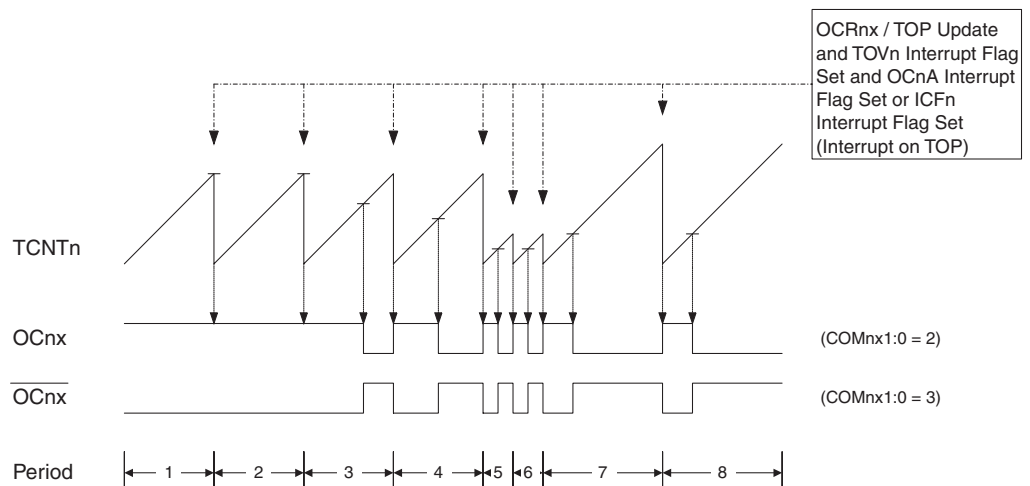 OCRnx / TOP Update
and TOVn Interrupt Flag
Set and OCnA Interrupt
Flag Set or ICFn
Interrupt Flag Set
(Interrupt on TOP)
TCNTn
OCnx
(COMnx1:0 = 2)
OCnx
(COMnx1:0 = 3)
Period 1 2 3 4 5 6 7 8